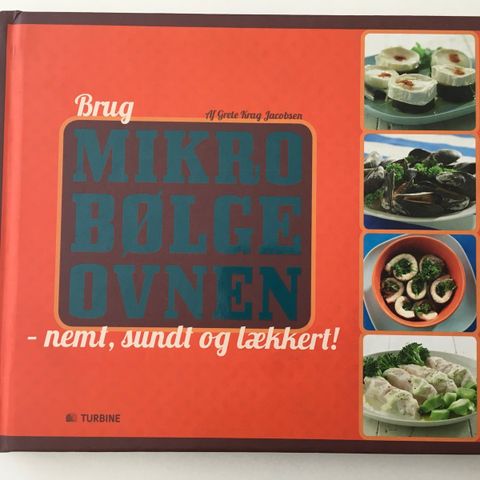 Brug
Af Grete Krag Jacobsen
MIKRO
BØLGE
OVNEN
- nemt, sundt og lækkert!
TURBINE